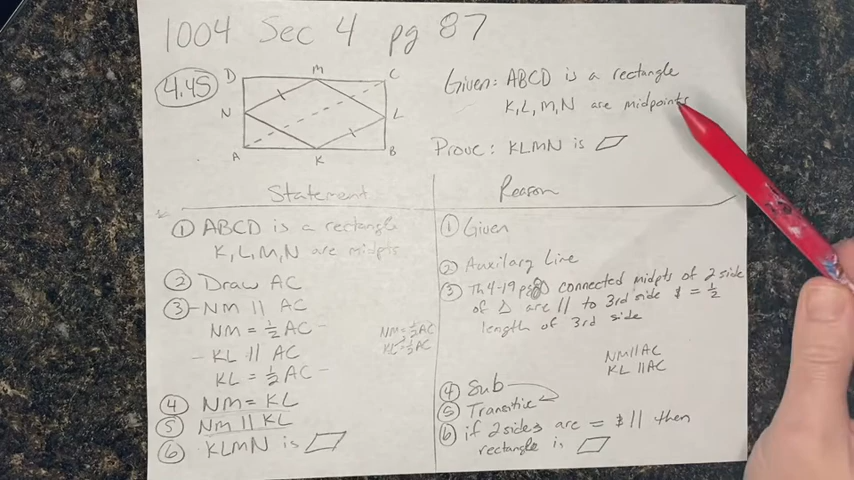 1004 Sec 4 pg 87
4.45
D M C
N L
A K B
Given: ABCD is a rectangle
K, L, M, N are midpoints
Prove: KLMN is ▱
Statement
Reason
① ABCD is a rectangle
K, L, M, N are midpts
② Draw AC
③ - NM || AC
NM = ½ AC -
- KL || AC
KL = ½ AC -
NM = ½ AC
KL = ½ AC
④ NM = KL
⑤ NM || KL
⑥ KLMN is ▱
① Given
② Auxilary Line
③ Th 4-19 connected midpts of 2 side
of △ are || to 3rd side $ = ½
length of 3rd side
NM || AC
KL || AC
④ Sub
⑤ Transitive
⑥ if 2 sides are = $ || then
rectangle is ▱